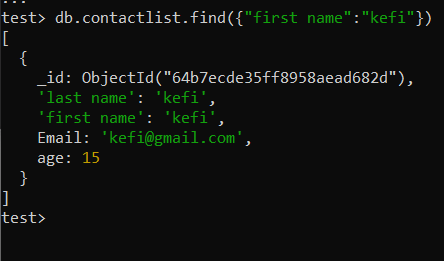 ...
test> db.contactlist.find({"first name":"kefi"})
[
  {
    _id: ObjectId("64b7ecde35ff8958aead682d"),
    'last name': 'kefi',
    'first name': 'kefi',
    Email: 'kefi@gmail.com',
    age: 15
  }
]
test>